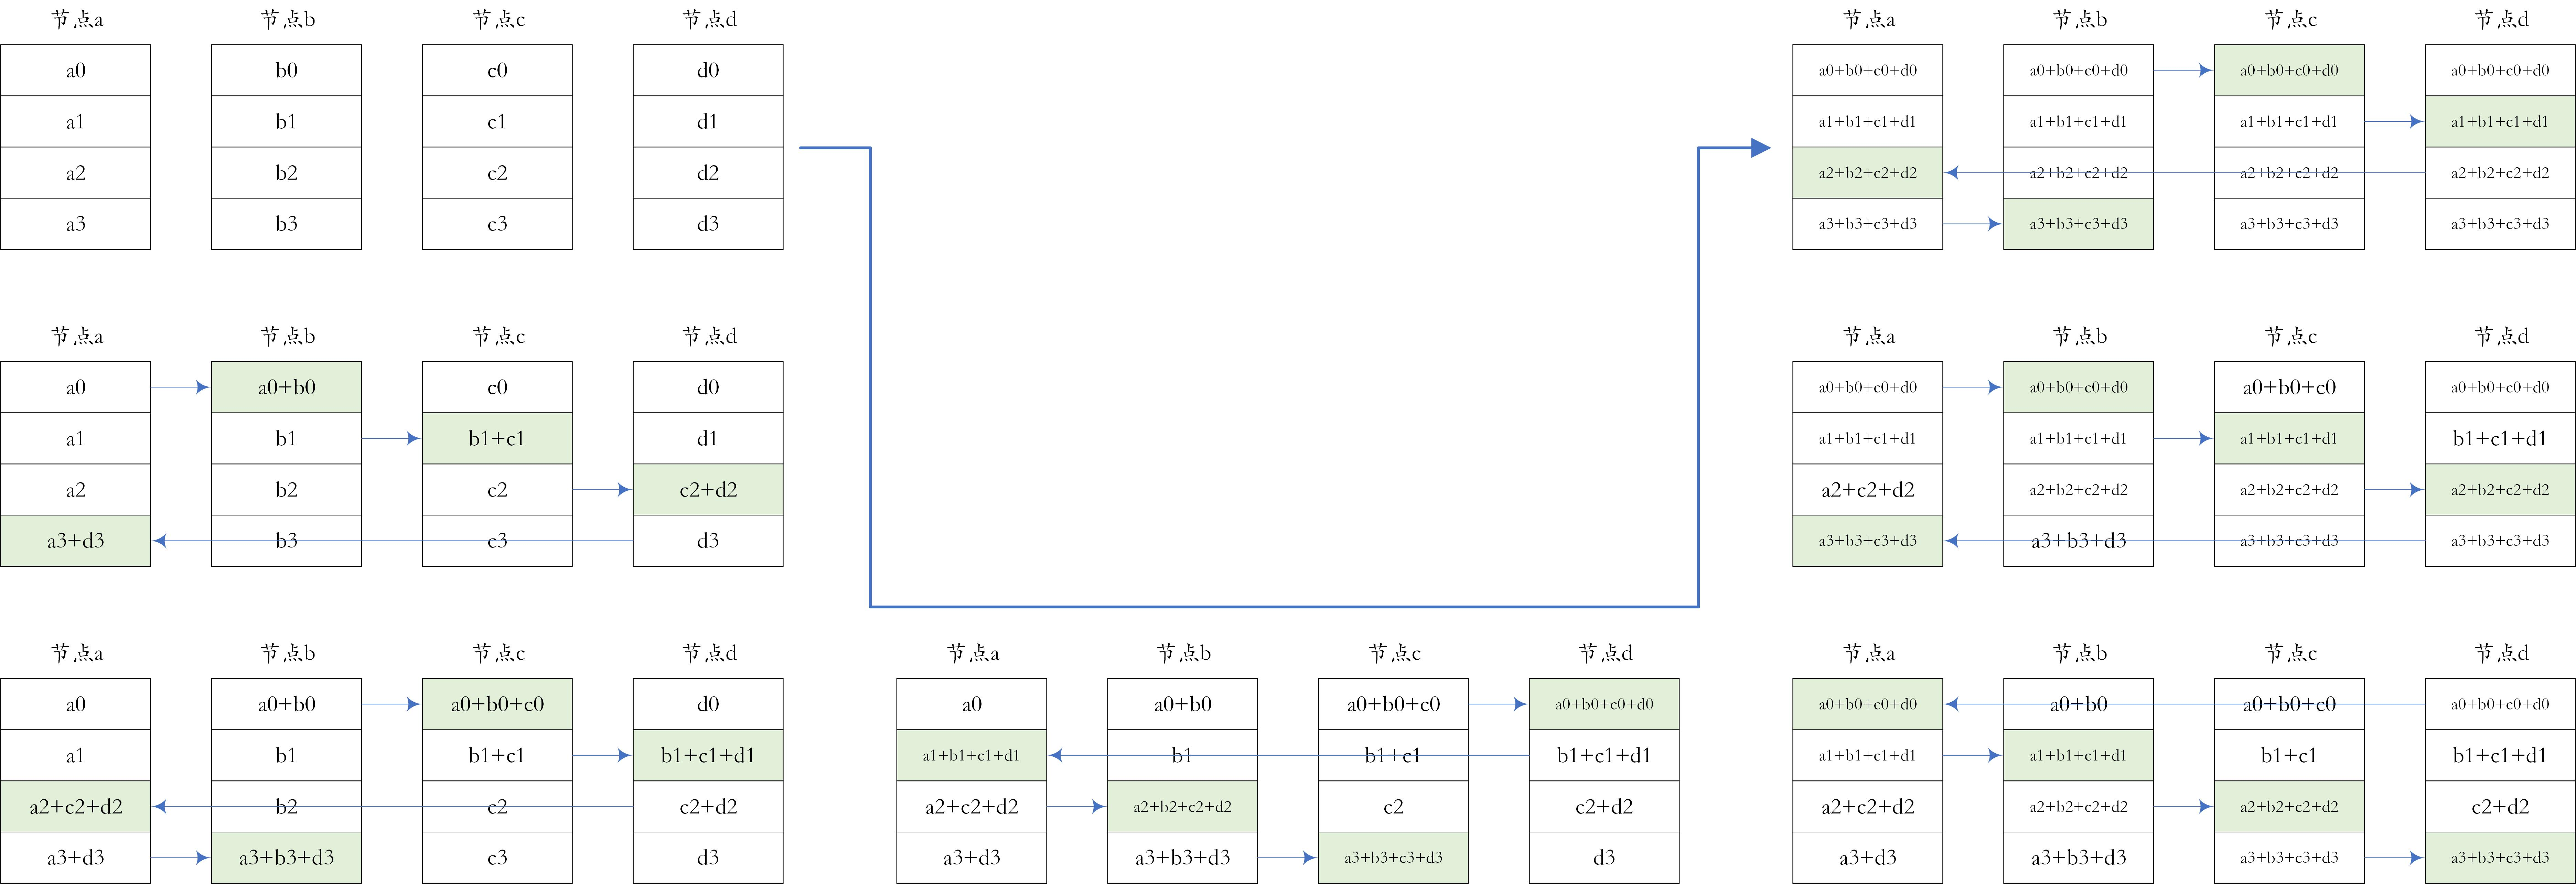 节点a 节点b 节点c 节点d
a0 b0 c0 d0
a1 b1 c1 d1
a2 b2 c2 d2
a3 b3 c3 d3
节点a 节点b 节点c 节点d
a0 a0+b0 c0 d0
a1 b1 b1+c1 d1
a2 b2 c2 c2+d2
a3+d3 b3 c3 d3
节点a 节点b 节点c 节点d
a0 a0+b0 a0+b0+c0 d0
a1 b1 b1+c1 b1+c1+d1
a2+c2+d2 b2 c2 c2+d2
a3+d3 a3+b3+d3 c3 d3
节点a 节点b 节点c 节点d
a0 a0+b0 a0+b0+c0 a0+b0+c0+d0
a1+b1+c1+d1 b1 b1+c1 b1+c1+d1
a2+c2+d2 a2+b2+c2+d2 c2 c2+d2
a3+d3 a3+b3+d3 a3+b3+c3+d3 d3
节点a 节点b 节点c 节点d
a0+b0+c0+d0 a0+b0 a0+b0+c0 a0+b0+c0+d0
a1+b1+c1+d1 a1+b1+c1+d1 b1+c1 b1+c1+d1
a2+c2+d2 a2+b2+c2+d2 a2+b2+c2+d2 c2+d2
a3+d3 a3+b3+d3 a3+b3+c3+d3 a3+b3+c3+d3
节点a 节点b 节点c 节点d
a0+b0+c0+d0 a0+b0+c0+d0 a0+b0+c0 a0+b0+c0+d0
a1+b1+c1+d1 a1+b1+c1+d1 a1+b1+c1+d1 b1+c1+d1
a2+c2+d2 a2+b2+c2+d2 a2+b2+c2+d2 a2+b2+c2+d2
a3+b3+c3+d3 a3+b3+d3 a3+b3+c3+d3 a3+b3+c3+d3
节点a 节点b 节点c 节点d
a0+b0+c0+d0 a0+b0+c0+d0 a0+b0+c0+d0 a0+b0+c0+d0
a1+b1+c1+d1 a1+b1+c1+d1 a1+b1+c1+d1 a1+b1+c1+d1
a2+b2+c2+d2 a2+b2+c2+d2 a2+b2+c2+d2 a2+b2+c2+d2
a3+b3+c3+d3 a3+b3+c3+d3 a3+b3+c3+d3 a3+b3+c3+d3